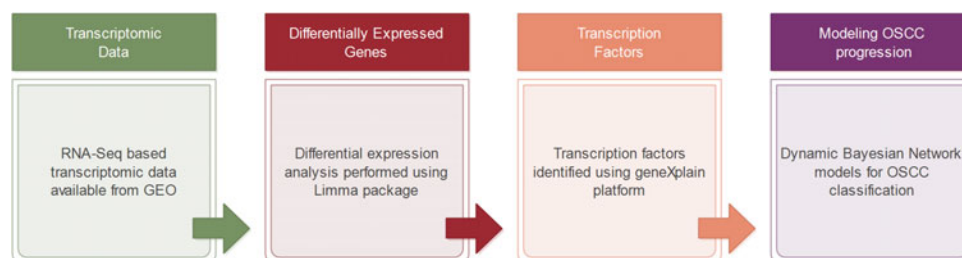 Transcriptomic
Data
RNA-Seq based
transcriptomic data
available from GEO
Differentially Expressed
Genes
Differential expression
analysis performed using
Limma package
Transcription
Factors
Transcription factors
identified using geneXplain
platform
Modeling OSCC
progression
Dynamic Bayesian Network
models for OSCC
classification